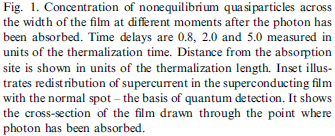 Fig. 1. Concentration of nonequilibrium quasiparticles across
the width of the film at different moments after the photon has
been absorbed. Time delays are 0.8, 2.0 and 5.0 measured in
units of the thermalization time. Distance from the absorption
site is shown in units of the thermalization length. Inset illus-
trates redistribution of supercurrent in the superconducting film
with the normal spot – the basis of quantum detection. It shows
the cross-section of the film drawn through the point where
photon has been absorbed.